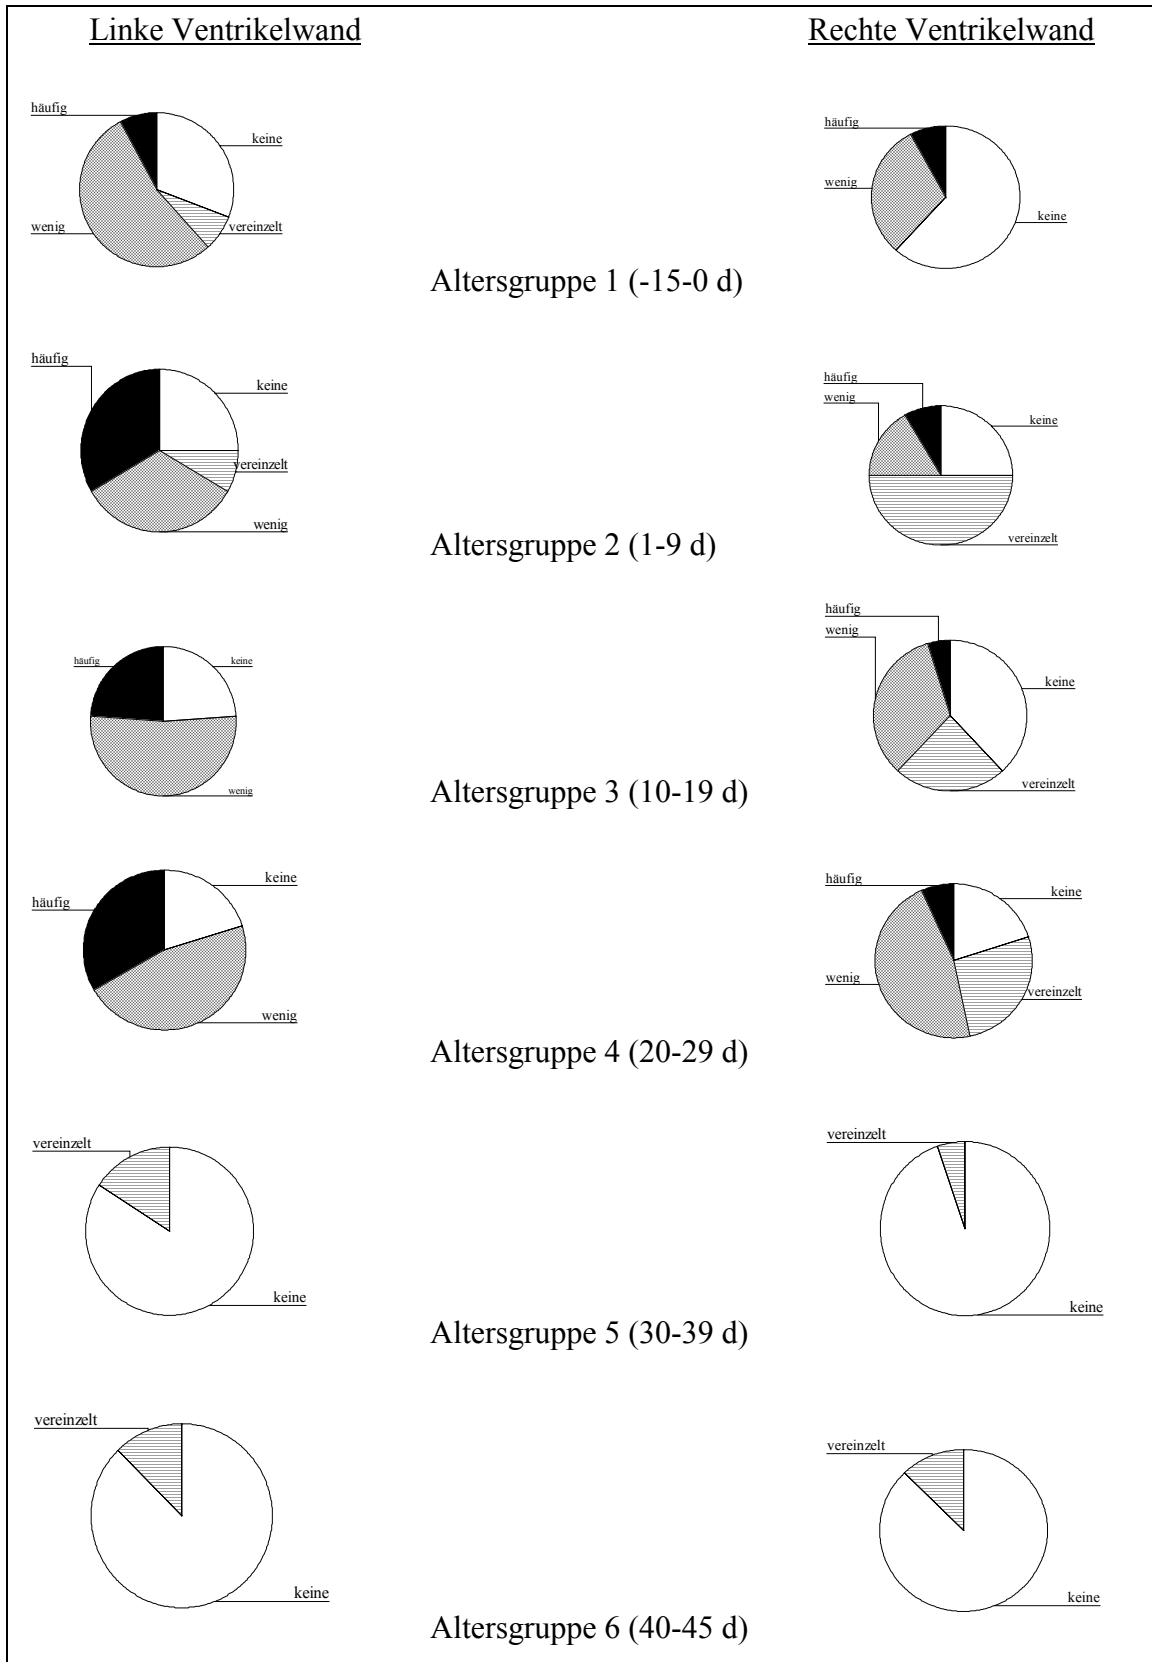 Linke Ventrikelwand
Rechte Ventrikelwand
häufig
keine
wenig
vereinzelt
häufig
wenig
keine
Altersgruppe 1 (-15-0 d)
häufig
keine
vereinzelt
wenig
häufig
wenig
keine
vereinzelt
Altersgruppe 2 (1-9 d)
häufig
keine
wenig
häufig
wenig
keine
vereinzelt
Altersgruppe 3 (10-19 d)
keine
häufig
wenig
häufig
keine
wenig
vereinzelt
Altersgruppe 4 (20-29 d)
vereinzelt
keine
vereinzelt
keine
Altersgruppe 5 (30-39 d)
vereinzelt
keine
vereinzelt
keine
Altersgruppe 6 (40-45 d)